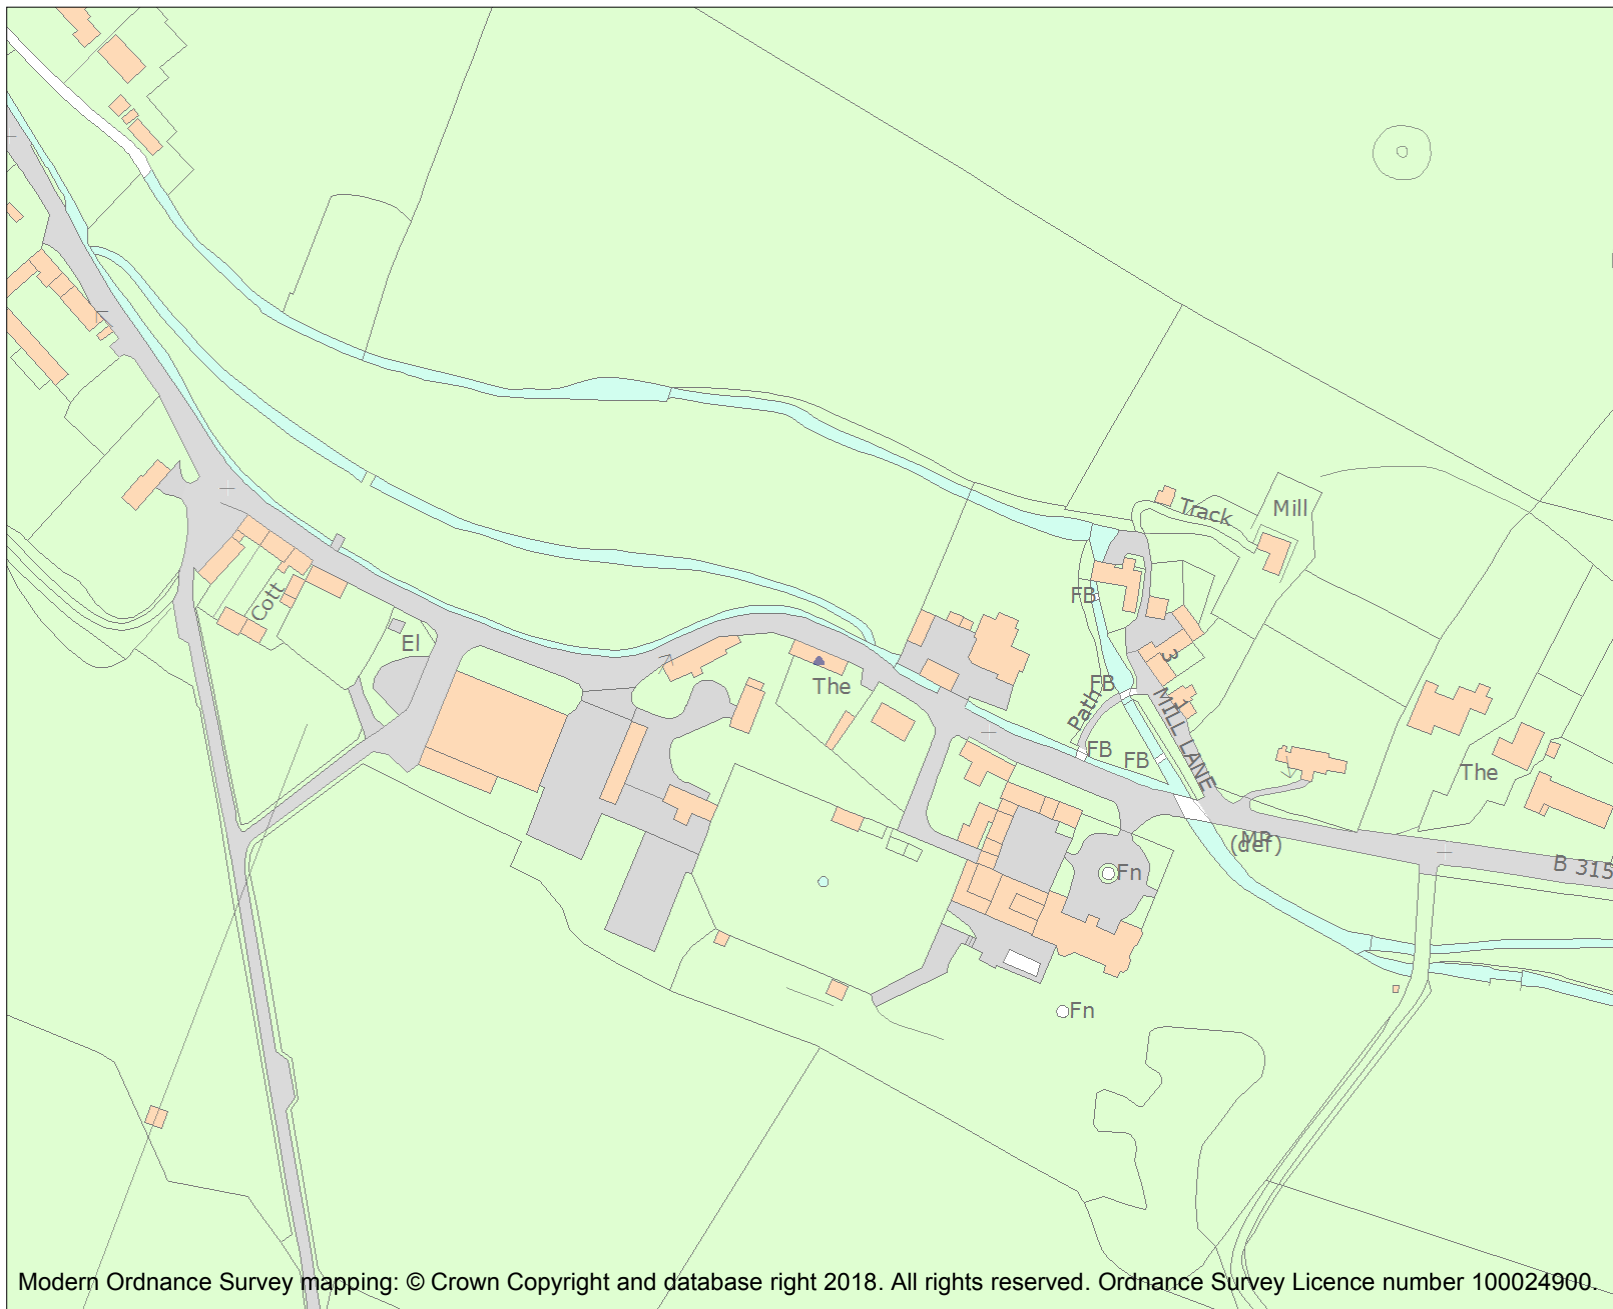 Track
Mill
FB
Cott
El
3
FB
The
1
Path
MILL LANE
FB
FB
The
(def)
B 315
Fn
Fn
Modern Ordnance Survey mapping: © Crown Copyright and database right 2018. All rights reserved. Ordnance Survey Licence number 100024900.